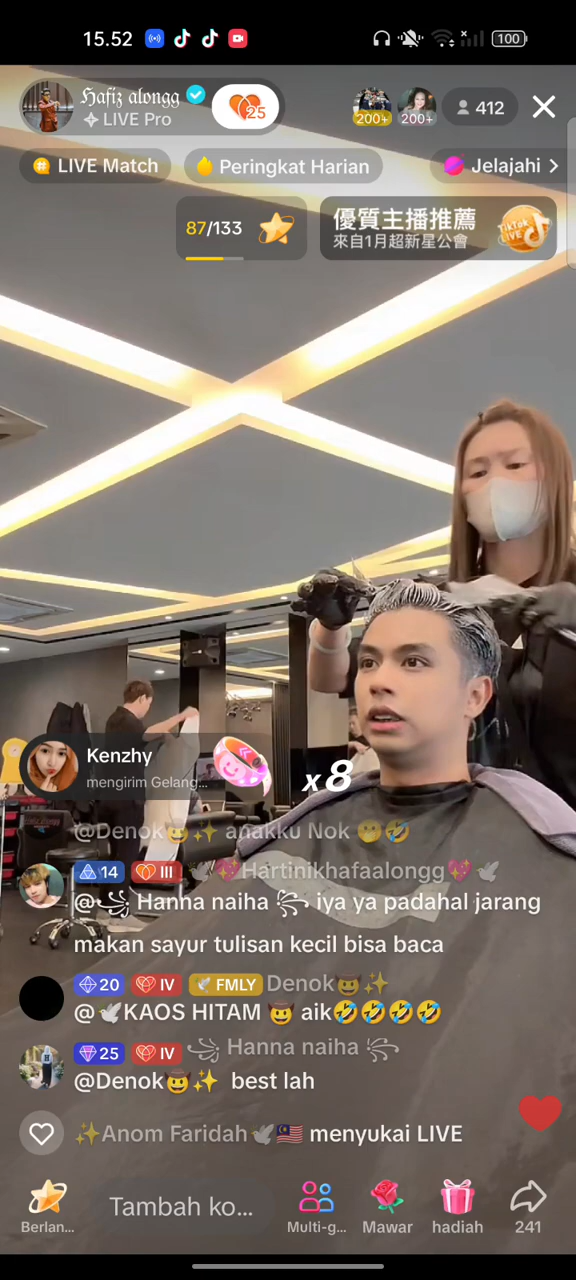 15.52
100
Hafiz alongg
LIVE Pro
25
200+
200+
412
LIVE Match
Peringkat Harian
Jelajahi
87/133
優質主播推薦
來自1月超新星公會
TikTok LIVE
Kenzhy
mengirim Gelang...
x8
@Denok🤠✨ anakku Nok 🤭🤣
14 III 🕊💖Hartinikhafaalongg💖🕊
@꧁ Hanna naiha ꧂ iya ya padahal jarang
makan sayur tulisan kecil bisa baca
20 IV FMLY Denok🤠✨
@🕊KAOS HITAM 🤠 aik🤣🤣🤣🤣
25 IV ꧁ Hanna naiha ꧂
@Denok🤠✨ best lah
✨Anom Faridah🕊🇲🇾 menyukai LIVE
Tambah ko...
Berlan...
Multi-g...
Mawar
hadiah
241